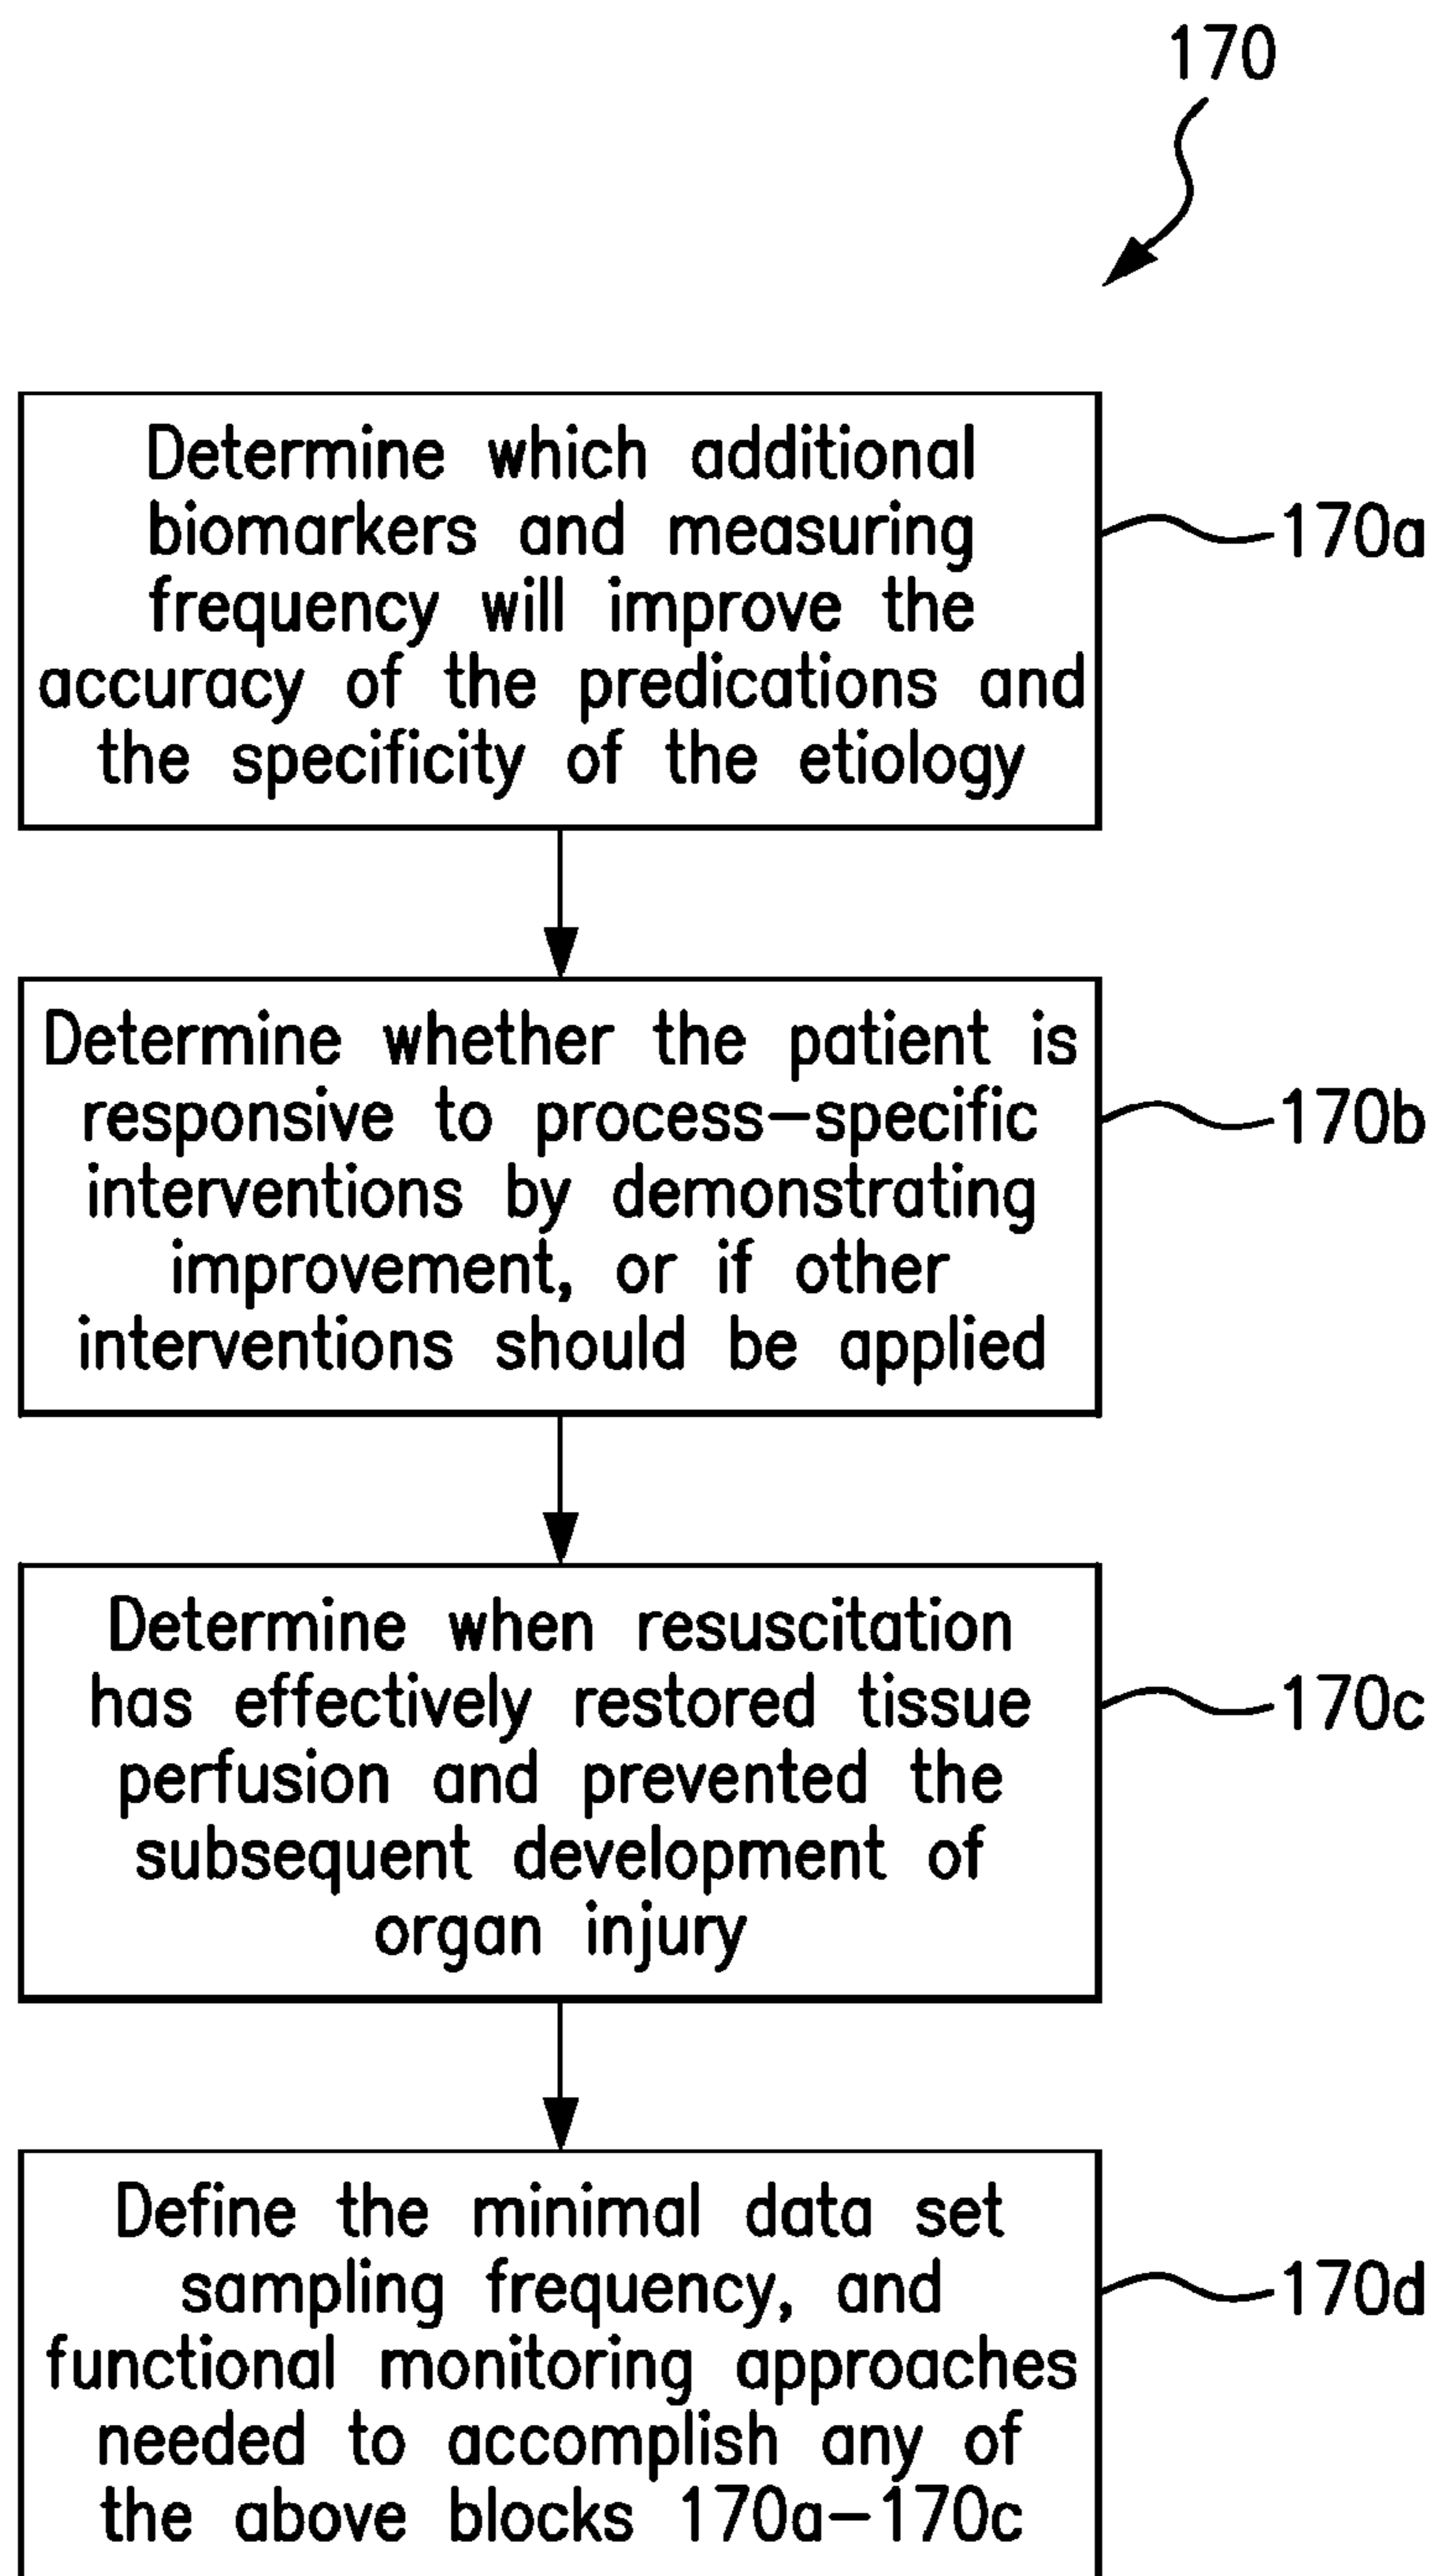 170
Determine which additional
biomarkers and measuring
frequency will improve the
accuracy of the predications and
the specificity of the etiology
170a
Determine whether the patient is
responsive to process-specific
interventions by demonstrating
improvement, or if other
interventions should be applied
170b
Determine when resuscitation
has effectively restored tissue
perfusion and prevented the
subsequent development of
organ injury
170c
Define the minimal data set
sampling frequency, and
functional monitoring approaches
needed to accomplish any of
the above blocks 170a-170c
170d